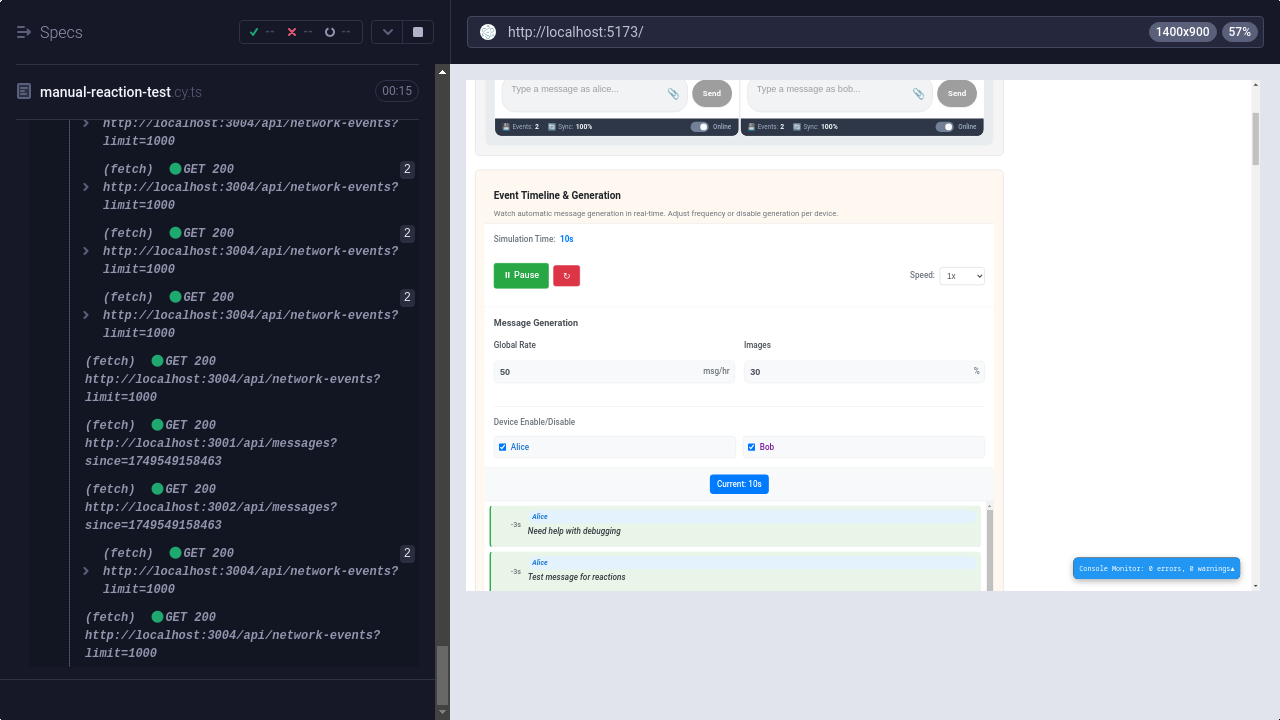 Specs
--
--
--
manual-reaction-test.cy.ts
00:15
http://localhost:3004/api/network-events?
limit=1000
(fetch) GET 200
2
http://localhost:3004/api/network-events?
limit=1000
(fetch) GET 200
2
http://localhost:3004/api/network-events?
limit=1000
(fetch) GET 200
2
http://localhost:3004/api/network-events?
limit=1000
(fetch) GET 200
http://localhost:3004/api/network-events?
limit=1000
(fetch) GET 200
http://localhost:3001/api/messages?
since=1749549158463
(fetch) GET 200
http://localhost:3002/api/messages?
since=1749549158463
(fetch) GET 200
2
http://localhost:3004/api/network-events?
limit=1000
(fetch) GET 200
http://localhost:3004/api/network-events?
limit=1000
http://localhost:5173/
1400x900
57%
Type a message as alice...
Send
Type a message as bob...
Send
Events: 2 Sync: 100% Online
Events: 2 Sync: 100% Online
Event Timeline & Generation
Watch automatic message generation in real-time. Adjust frequency or disable generation per device.
Simulation Time: 10s
Pause
↻
Speed:
1x
Message Generation
Global Rate
Images
50
msg/hr
30
%
Device Enable/Disable
Alice
Bob
Current: 10s
Alice
-3s
Need help with debugging
Alice
-3s
Test message for reactions
Console Monitor: 0 errors, 0 warnings▲